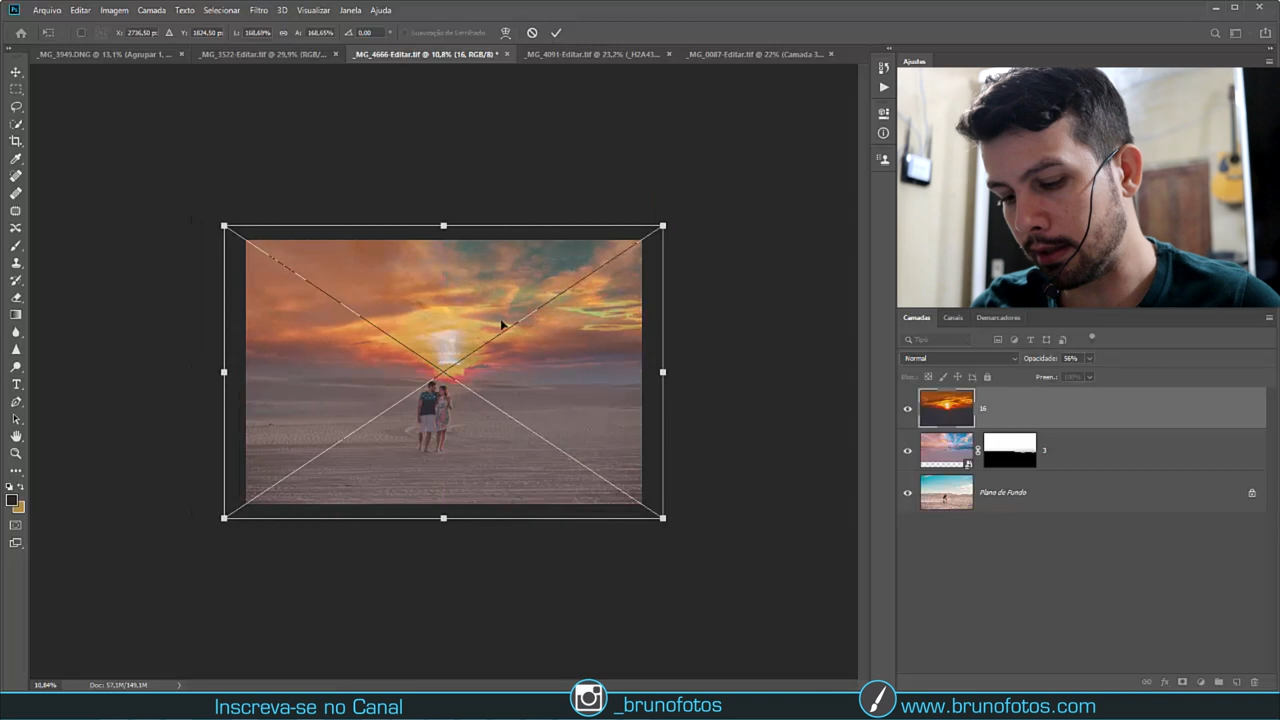 Ps Arquivo Editar Imagem Camada Texto Selecionar Filtro 3D Visualizar Janela Ajuda
X: 2736,50 px Y: 1824,50 px L: 168,69% A: 168,65% 0,00
_MG_3949.DNG @ 13,1% (Agrupar 1, ... × _MG_3522-Editar.tif @ 29,9% (RGB/... × _MG_4666-Editar.tif @ 10,8% (16, RGB/8) * × _MG_4091-Editar.tif @ 23,2% (_H2A43... × _MG_0087-Editar.tif @ 22% (Camada 3... ×
Ajustes
Camadas Canais Demarcadores
Tipo
Normal Opacidade: 56%
Preen.: 100%
16
3
Plano de Fundo
10,84% Doc: 57,1M/149,1M
Inscreva-se no Canal _brunofotos www.brunofotos.com